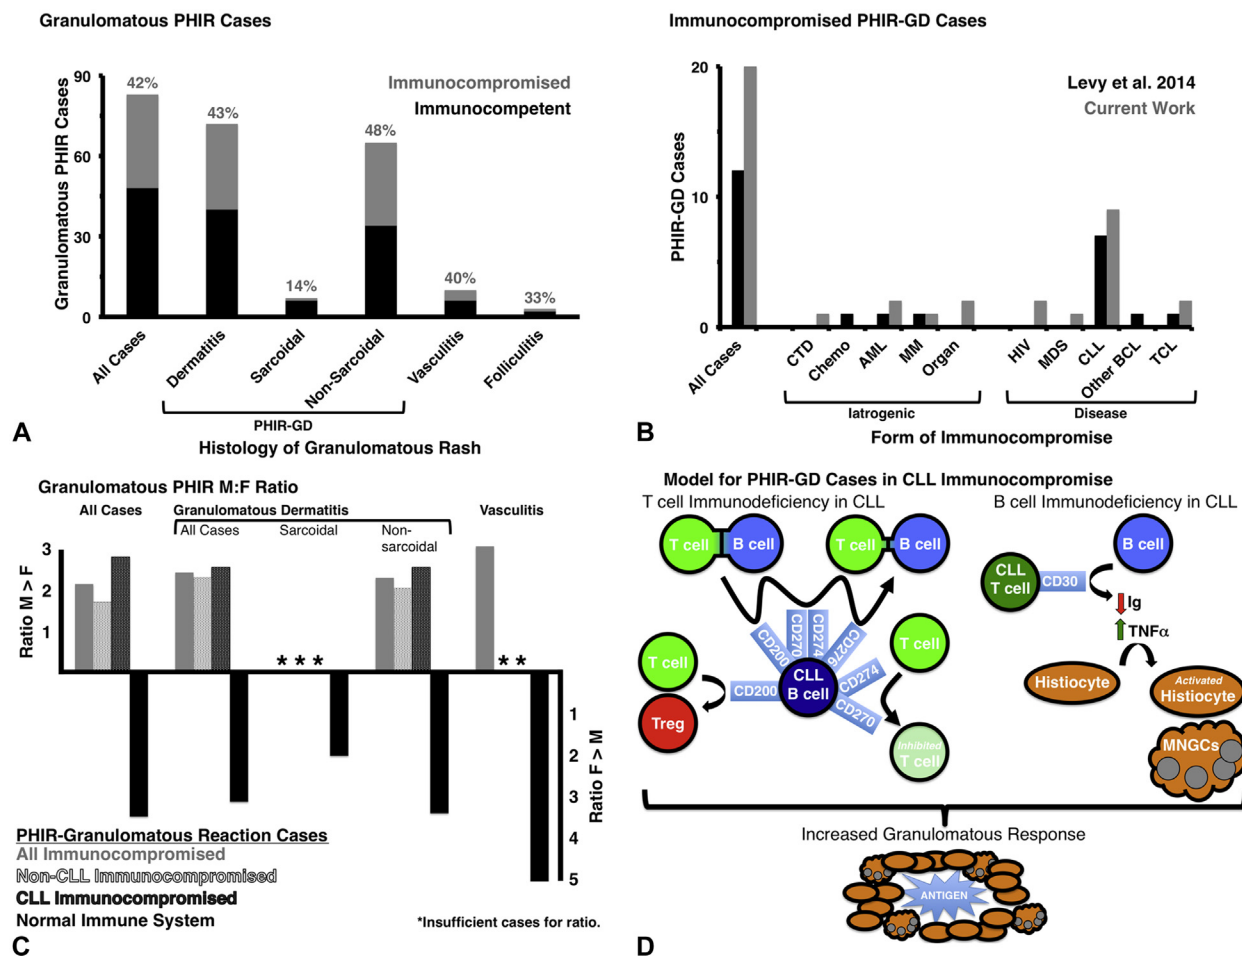 Granulomatous PHIR Cases
Granulomatous PHIR Cases
90
60
30
0
42%
43%
14%
48%
40%
33%
Immunocompromised
Immunocompetent
All Cases
Dermatitis
Sarcoidal
Non-Sarcoidal
Vasculitis
Folliculitis
PHIR-GD
Histology of Granulomatous Rash
A
Immunocompromised PHIR-GD Cases
PHIR-GD Cases
20
10
0
Levy et al. 2014
Current Work
All Cases
CTD
Chemo
AML
MM
Organ
HIV
MDS
CLL
Other BCL
TCL
Iatrogenic
Disease
Form of Immunocompromise
B
Granulomatous PHIR M:F Ratio
All Cases
Granulomatous Dermatitis
Vasculitis
All Cases
Sarcoidal
Non-
sarcoidal
Ratio M > F
3
2
1
* * *
* *
1
2
3
4
5
Ratio F > M
PHIR-Granulomatous Reaction Cases
All Immunocompromised
Non-CLL Immunocompromised
CLL Immunocompromised
Normal Immune System
*Insufficient cases for ratio.
C
Model for PHIR-GD Cases in CLL Immunocompromise
T cell Immunodeficiency in CLL
B cell Immunodeficiency in CLL
T cell
B cell
T cell
B cell
B cell
CLL
T cell
CD30
Ig
TNFα
Histiocyte
Activated
Histiocyte
MNGCs
CD200
CD270
CD274
CD276
T cell
Treg
CD200
CLL
B cell
CD274
CD270
T cell
Inhibited
T cell
Increased Granulomatous Response
ANTIGEN
D